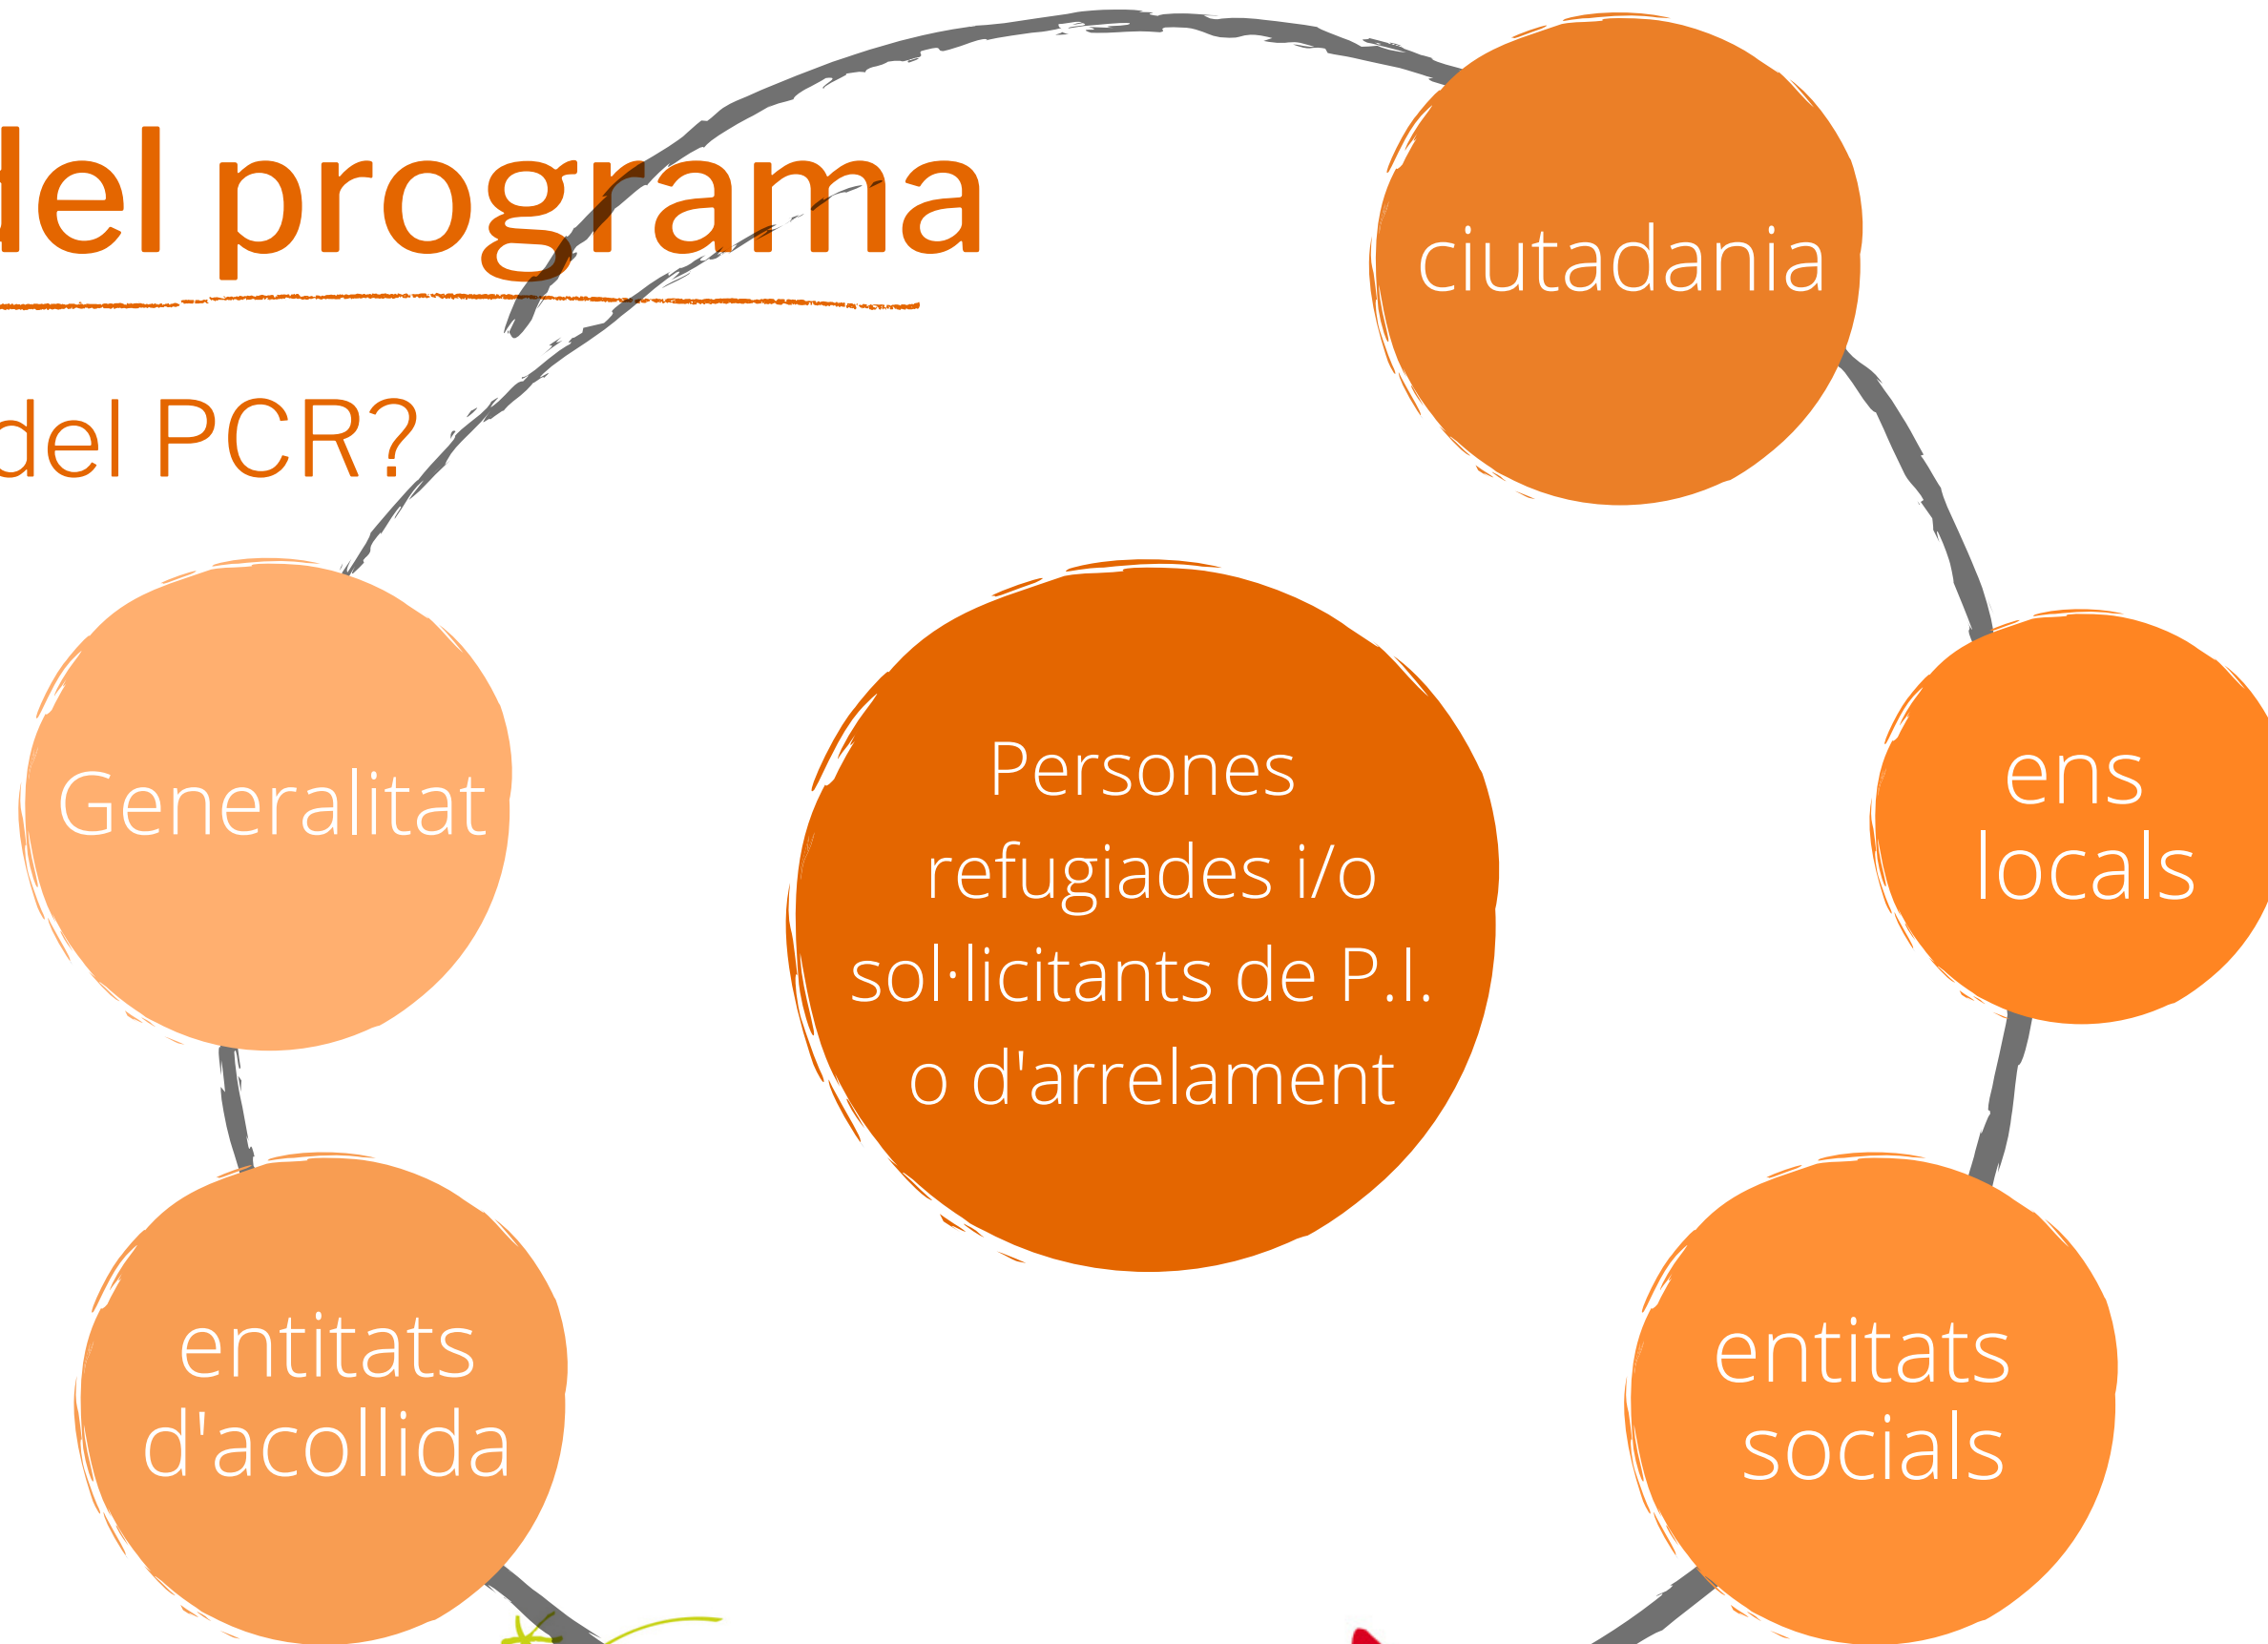 del programa
del PCR?
ciutadania
Generalitat
Persones
refugiades i/o
sol·licitants de P.I.
o d'arrelament
ens
locals
entitats
d'acollida
entitats
socials